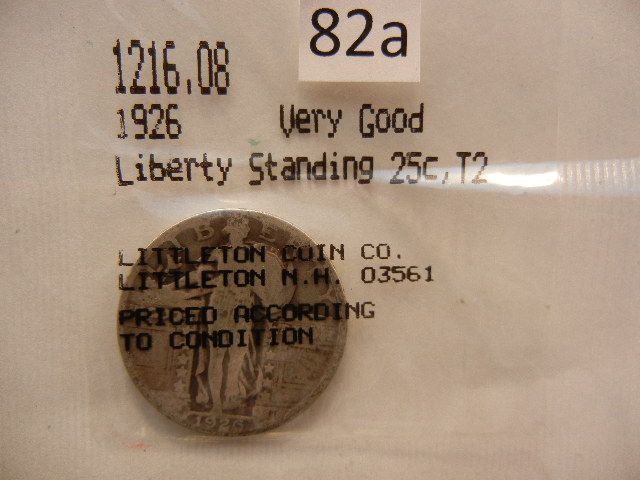 82a
1216.08
1926 Very Good
Liberty Standing 25c, T2
LITTLETON COIN CO.
LITTLETON N.H. 03561
PRICED ACCORDING
TO CONDITION
1926